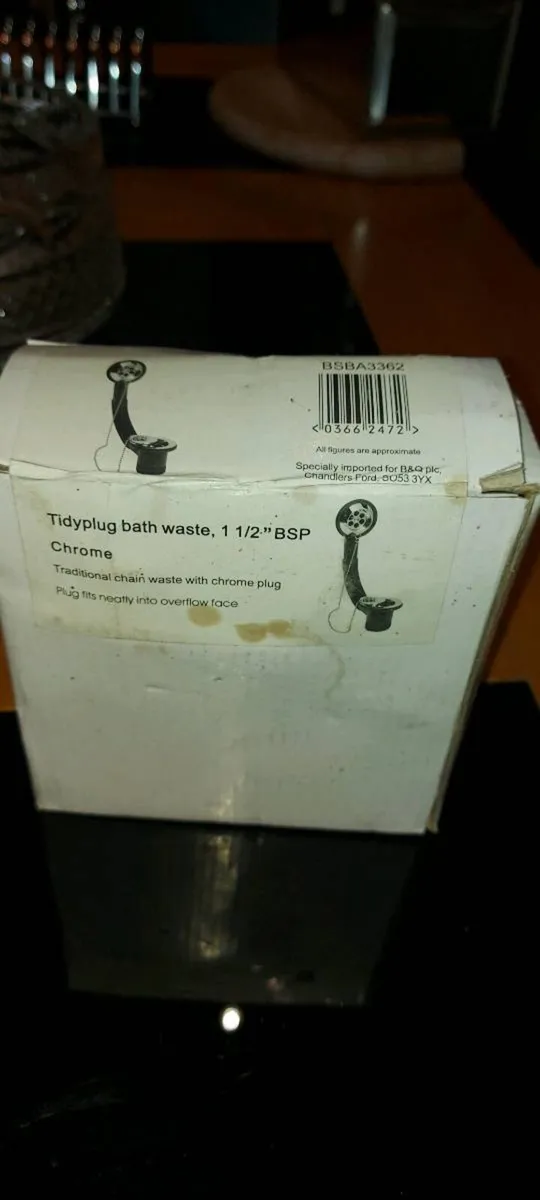 BSBA3362
<0366 2472>
All figures are approximate
Specially imported for B&Q plc,
Chandlers Ford, SO53 3YX
Tidyplug bath waste, 1 1/2" BSP
Chrome
Traditional chain waste with chrome plug
Plug fits neatly into overflow face